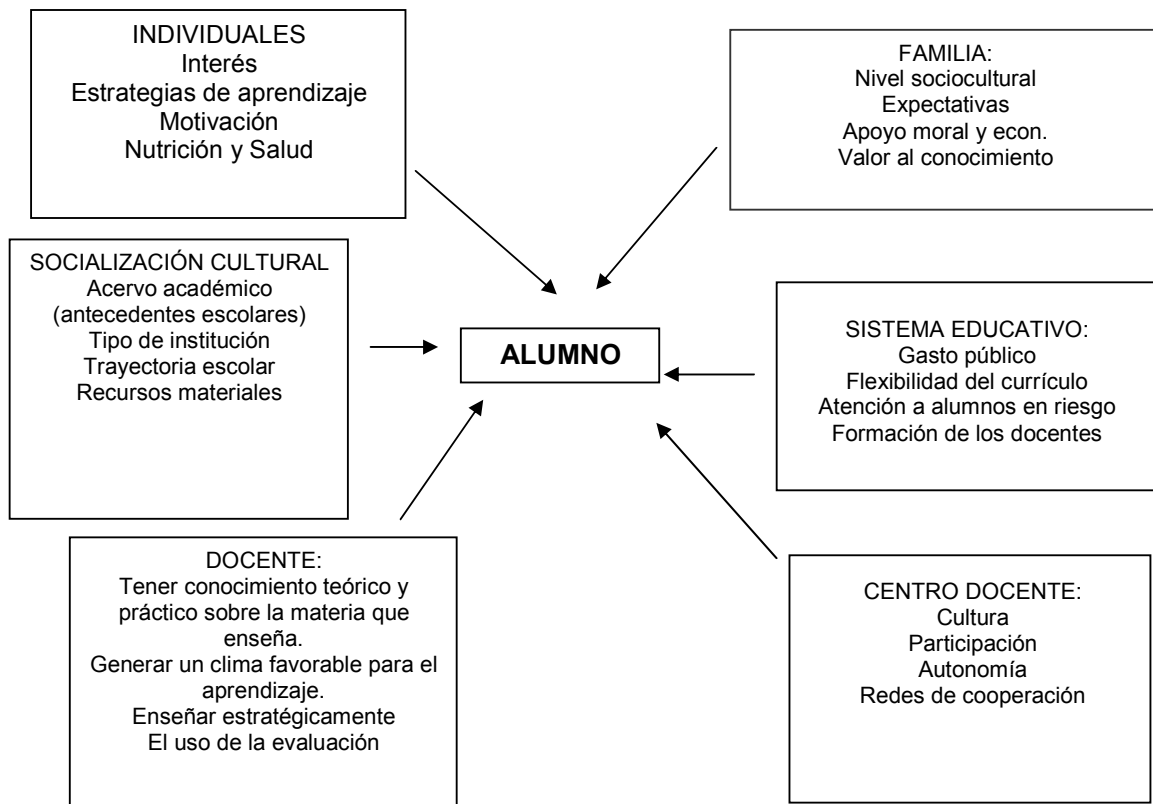 INDIVIDUALES
Interés
Estrategias de aprendizaje
Motivación
Nutrición y Salud
FAMILIA:
Nivel sociocultural
Expectativas
Apoyo moral y econ.
Valor al conocimiento
SOCIALIZACIÓN CULTURAL
Acervo académico
(antecedentes escolares)
Tipo de institución
Trayectoria escolar
Recursos materiales
ALUMNO
SISTEMA EDUCATIVO:
Gasto público
Flexibilidad del currículo
Atención a alumnos en riesgo
Formación de los docentes
DOCENTE:
Tener conocimiento teórico y
práctico sobre la materia que
enseña.
Generar un clima favorable para el
aprendizaje.
Enseñar estratégicamente
El uso de la evaluación
CENTRO DOCENTE:
Cultura
Participación
Autonomía
Redes de cooperación